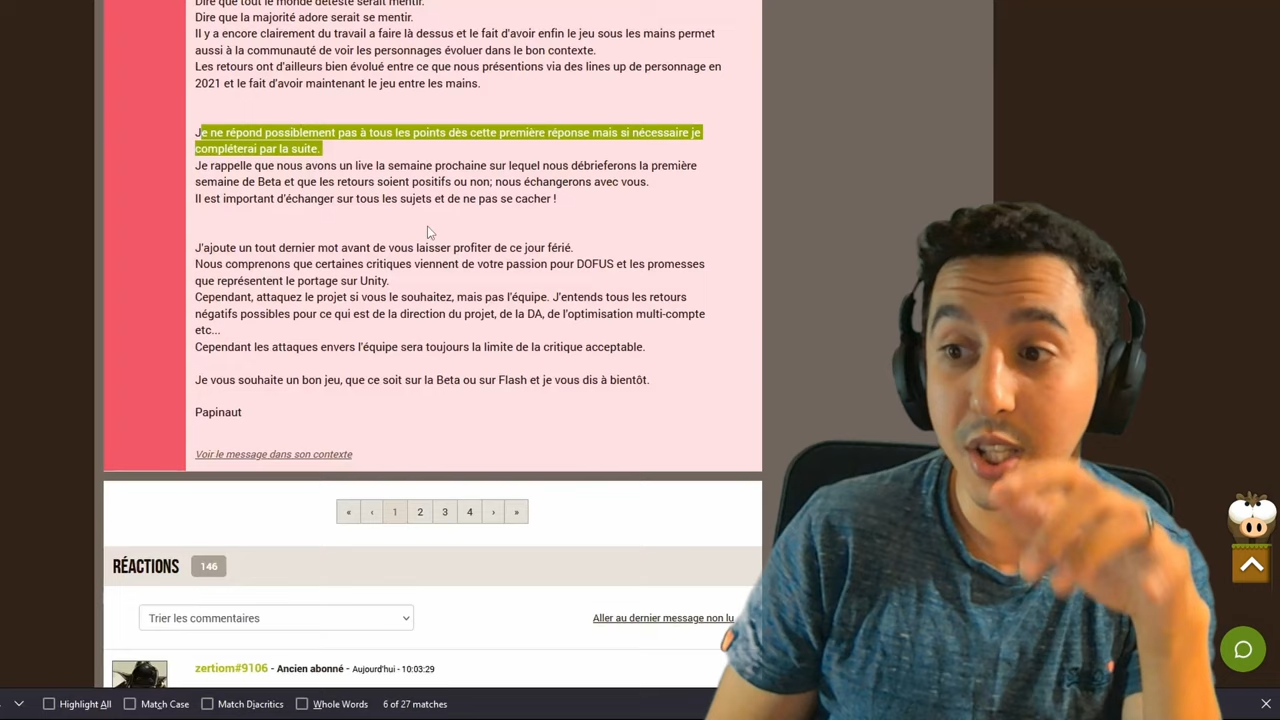 Dire que tout le monde déteste serait mentir.
Dire que la majorité adore serait se mentir.
Il y a encore clairement du travail a faire là dessus et le fait d'avoir enfin le jeu sous les mains permet
aussi à la communauté de voir les personnages évoluer dans le bon contexte.
Les retours ont d'ailleurs bien évolué entre ce que nous présentions via des lines up de personnage en
2021 et le fait d'avoir maintenant le jeu entre les mains.
Je ne répond possiblement pas à tous les points dès cette première réponse mais si nécessaire je
compléterai par la suite.
Je rappelle que nous avons un live la semaine prochaine sur lequel nous débrieferons la première
semaine de Beta et que les retours soient positifs ou non; nous échangerons avec vous.
Il est important d'échanger sur tous les sujets et de ne pas se cacher !
J'ajoute un tout dernier mot avant de vous laisser profiter de ce jour férié.
Nous comprenons que certaines critiques viennent de votre passion pour DOFUS et les promesses
que représentent le portage sur Unity.
Cependant, attaquez le projet si vous le souhaitez, mais pas l'équipe. J'entends tous les retours
négatifs possibles pour ce qui est de la direction du projet, de la DA, de l'optimisation multi-compte
etc...
Cependant les attaques envers l'équipe sera toujours la limite de la critique acceptable.
Je vous souhaite un bon jeu, que ce soit sur la Beta ou sur Flash et je vous dis à bientôt.
Papinaut
Voir le message dans son contexte
« ‹ 1 2 3 4 › »
RÉACTIONS 146
Trier les commentaires
Aller au dernier message non lu
zertiom#9106 - Ancien abonné - Aujourd'hui - 10:03:29
Highlight All Match Case Match Diacritics Whole Words 6 of 27 matches